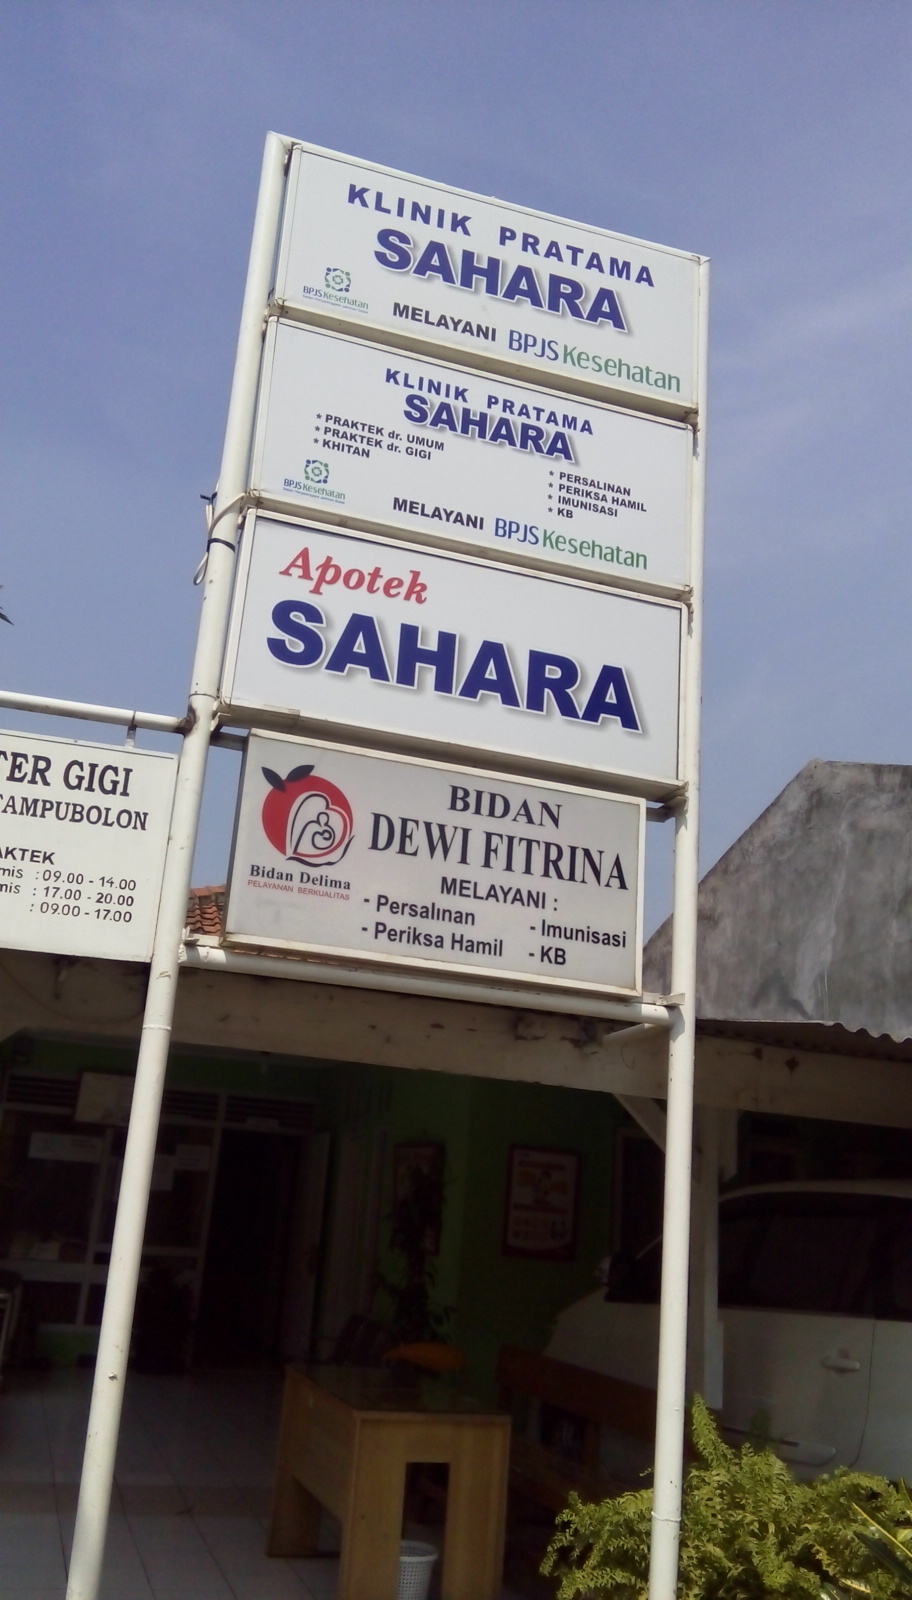 KLINIK PRATAMA
SAHARA
BPJS Kesehatan
MELAYANI BPJS Kesehatan
KLINIK PRATAMA
SAHARA
* PRAKTEK dr. UMUM
* PRAKTEK dr. GIGI
* KHITAN
* PERSALINAN
* PERIKSA HAMIL
* IMUNISASI
* KB
BPJS Kesehatan
MELAYANI BPJS Kesehatan
Apotek
SAHARA
BIDAN
DEWI FITRINA
Bidan Delima
PELAYANAN BERKUALITAS
MELAYANI :
- Persalinan
- Periksa Hamil
- Imunisasi
- KB
TER GIGI
TAMPUBOLON
AKTEK
mis : 09.00 - 14.00
mis : 17.00 - 20.00
: 09.00 - 17.00